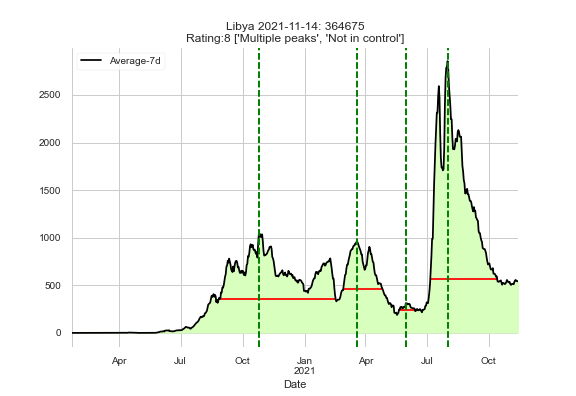 Libya 2021-11-14: 364675
Rating:8 ['Multiple peaks', 'Not in control']
Average-7d
2500
2000
1500
1000
500
0
Apr
Jul
Oct
Jan
2021
Apr
Jul
Oct
Date